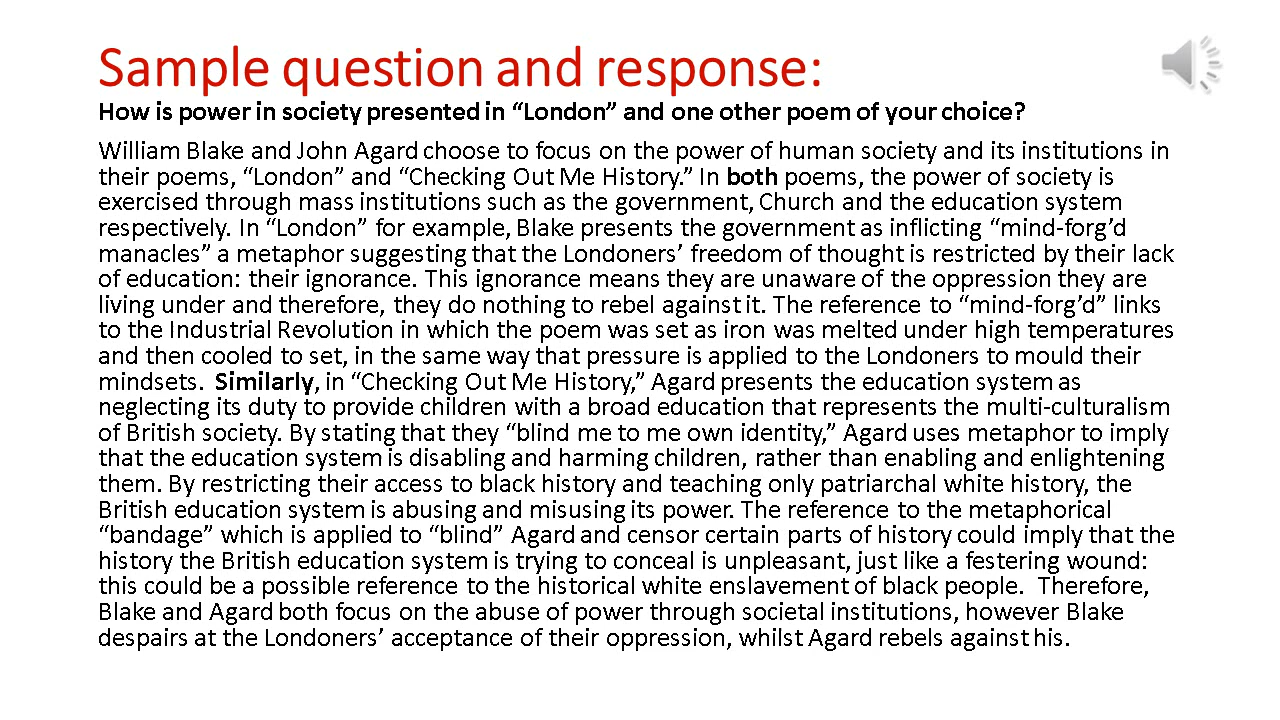 Sample question and response:
How is power in society presented in “London” and one other poem of your choice?
William Blake and John Agard choose to focus on the power of human society and its institutions in
their poems, “London” and “Checking Out Me History.” In both poems, the power of society is
exercised through mass institutions such as the government, Church and the education system
respectively. In “London” for example, Blake presents the government as inflicting “mind-forg’d
manacles” a metaphor suggesting that the Londoners’ freedom of thought is restricted by their lack
of education: their ignorance. This ignorance means they are unaware of the oppression they are
living under and therefore, they do nothing to rebel against it. The reference to “mind-forg’d” links
to the Industrial Revolution in which the poem was set as iron was melted under high temperatures
and then cooled to set, in the same way that pressure is applied to the Londoners to mould their
mindsets.  Similarly, in “Checking Out Me History,” Agard presents the education system as
neglecting its duty to provide children with a broad education that represents the multi-culturalism
of British society. By stating that they “blind me to me own identity,” Agard uses metaphor to imply
that the education system is disabling and harming children, rather than enabling and enlightening
them. By restricting their access to black history and teaching only patriarchal white history, the
British education system is abusing and misusing its power. The reference to the metaphorical
“bandage” which is applied to “blind” Agard and censor certain parts of history could imply that the
history the British education system is trying to conceal is unpleasant, just like a festering wound:
this could be a possible reference to the historical white enslavement of black people.  Therefore,
Blake and Agard both focus on the abuse of power through societal institutions, however Blake
despairs at the Londoners’ acceptance of their oppression, whilst Agard rebels against his.